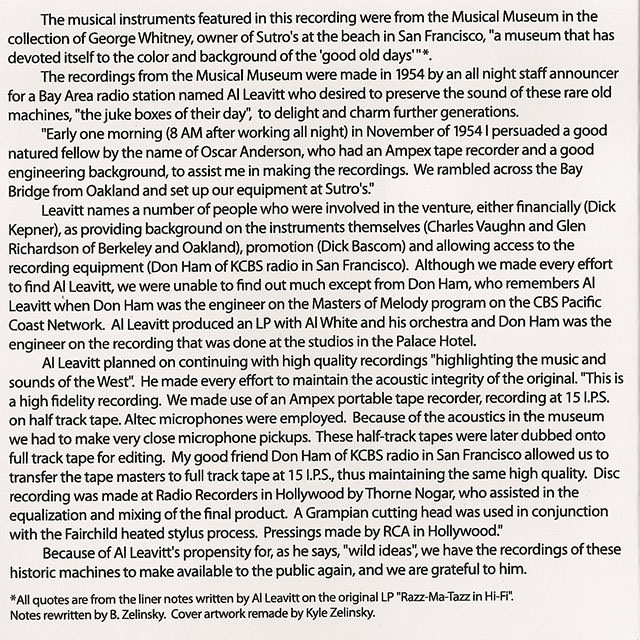 The musical instruments featured in this recording were from the Musical Museum in the
collection of George Whitney, owner of Sutro's at the beach in San Francisco, "a museum that has
devoted itself to the color and background of the 'good old days'"*.
The recordings from the Musical Museum were made in 1954 by an all night staff announcer
for a Bay Area radio station named Al Leavitt who desired to preserve the sound of these rare old
machines, "the juke boxes of their day", to delight and charm further generations.
"Early one morning (8 AM after working all night) in November of 1954 I persuaded a good
natured fellow by the name of Oscar Anderson, who had an Ampex tape recorder and a good
engineering background, to assist me in making the recordings. We rambled across the Bay
Bridge from Oakland and set up our equipment at Sutro's."
Leavitt names a number of people who were involved in the venture, either financially (Dick
Kepner), as providing background on the instruments themselves (Charles Vaughn and Glen
Richardson of Berkeley and Oakland), promotion (Dick Bascom) and allowing access to the
recording equipment (Don Ham of KCBS radio in San Francisco). Although we made every effort
to find Al Leavitt, we were unable to find out much except from Don Ham, who remembers Al
Leavitt when Don Ham was the engineer on the Masters of Melody program on the CBS Pacific
Coast Network. Al Leavitt produced an LP with Al White and his orchestra and Don Ham was the
engineer on the recording that was done at the studios in the Palace Hotel.
Al Leavitt planned on continuing with high quality recordings "highlighting the music and
sounds of the West". He made every effort to maintain the acoustic integrity of the original. "This is
a high fidelity recording. We made use of an Ampex portable tape recorder, recording at 15 I.P.S.
on half track tape. Altec microphones were employed. Because of the acoustics in the museum
we had to make very close microphone pickups. These half-track tapes were later dubbed onto
full track tape for editing. My good friend Don Ham of KCBS radio in San Francisco allowed us to
transfer the tape masters to full track tape at 15 I.P.S., thus maintaining the same high quality. Disc
recording was made at Radio Recorders in Hollywood by Thorne Nogar, who assisted in the
equalization and mixing of the final product. A Grampian cutting head was used in conjunction
with the Fairchild heated stylus process. Pressings made by RCA in Hollywood."
Because of Al Leavitt's propensity for, as he says, "wild ideas", we have the recordings of these
historic machines to make available to the public again, and we are grateful to him.
*All quotes are from the liner notes written by Al Leavitt on the original LP "Razz-Ma-Tazz in Hi-Fi".
Notes rewritten by B. Zelinsky. Cover artwork remade by Kyle Zelinsky.